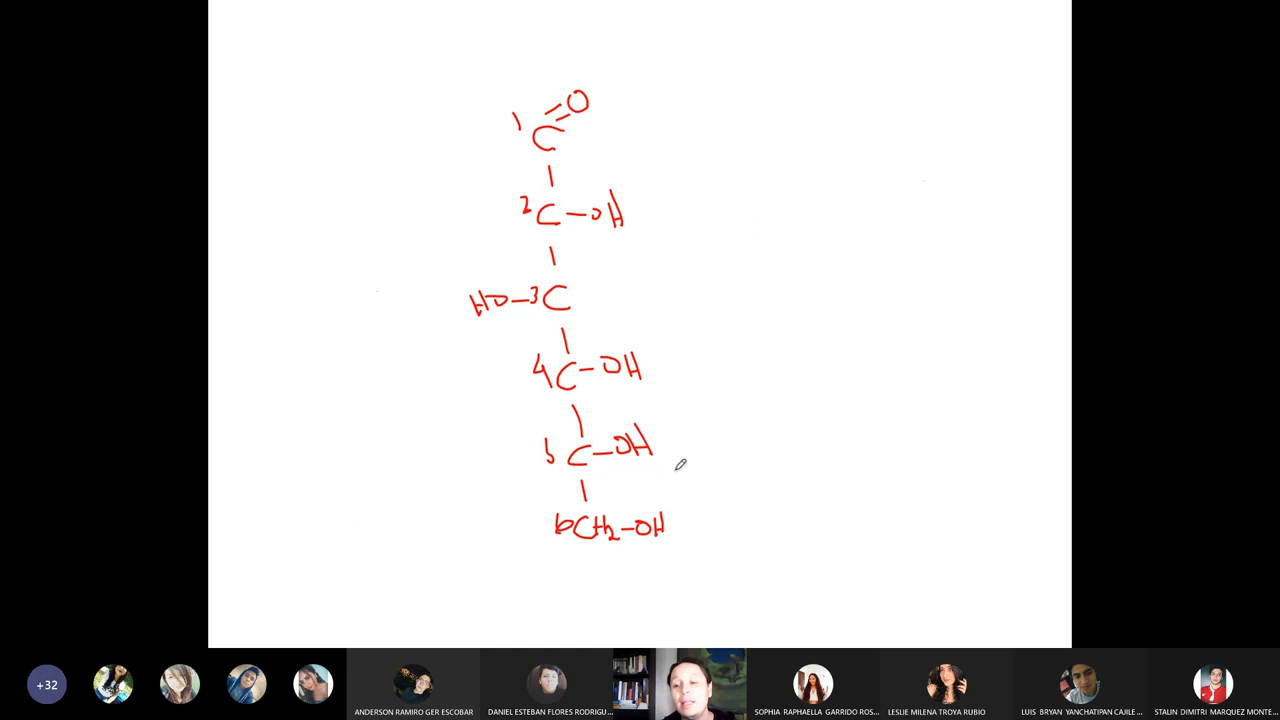 1 C=O
2 C-OH
HO-3C
4 C-OH
5 C-OH
6 CH2-OH
+32
ANDERSON RAMIRO GER ESCOBAR
DANIEL ESTEBAN FLORES RODRIGU...
SOPHIA RAPHAELLA GARRIDO ROS...
LESLIE MILENA TROYA RUBIO
LUIS BRYAN YANCHATIPAN CAJILE ...
STALIN DIMITRI MARQUEZ MONTE...